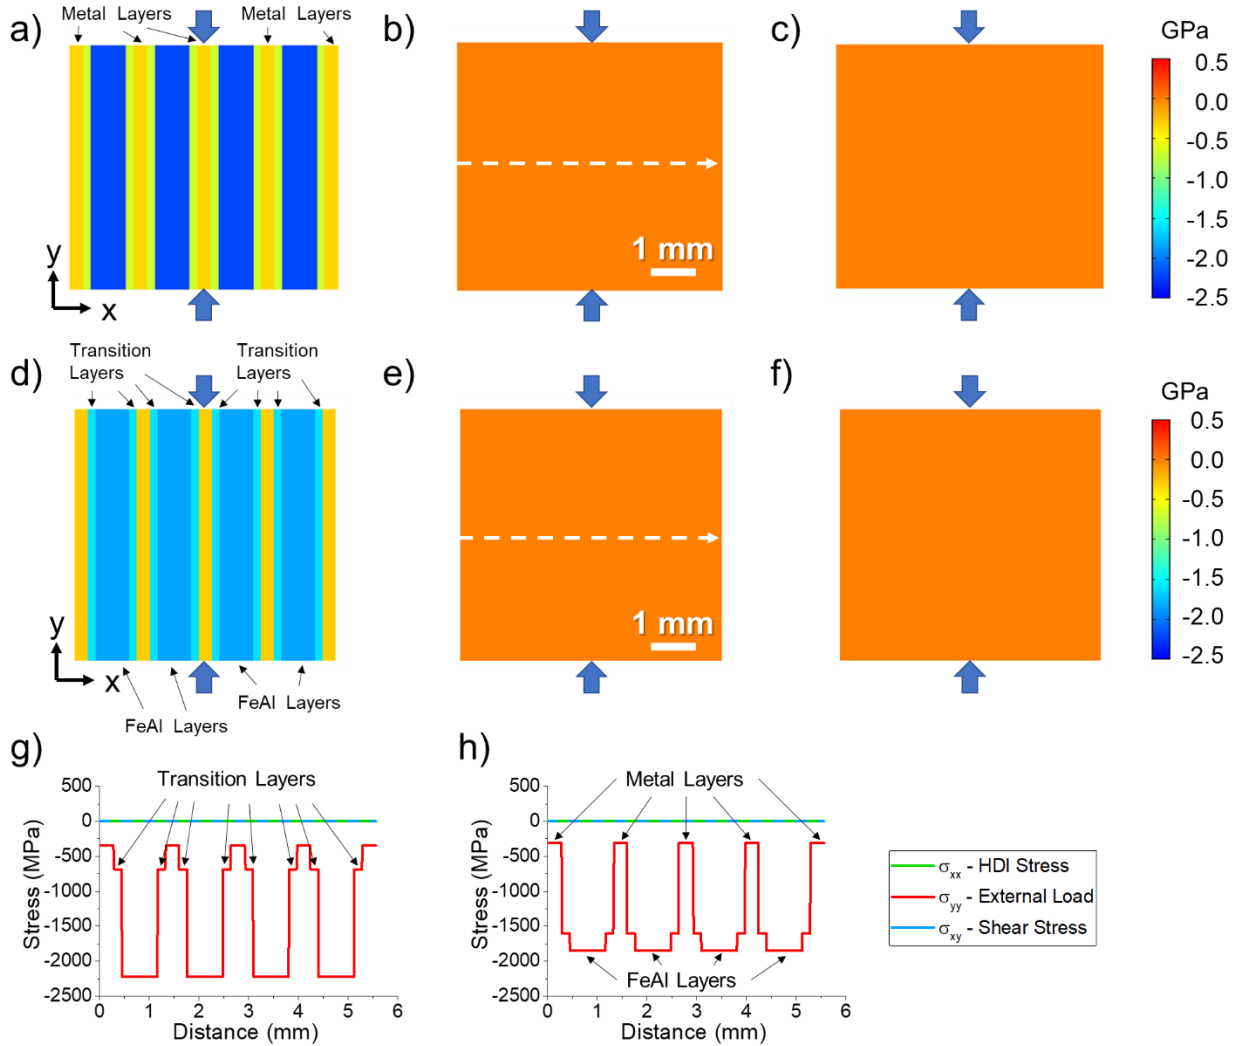 a)
Metal Layers
Metal Layers
b)
c)
GPa
0.5
0.0
-0.5
-1.0
-1.5
-2.0
-2.5
1 mm
y
x
d)
Transition
Layers
Transition
Layers
e)
f)
GPa
0.5
0.0
-0.5
-1.0
-1.5
-2.0
-2.5
1 mm
y
x
FeAl Layers
FeAl Layers
g)
Transition Layers
500
0
-500
-1000
-1500
-2000
-2500
Stress (MPa)
0 1 2 3 4 5 6
Distance (mm)
h)
Metal Layers
500
0
-500
-1000
-1500
-2000
-2500
Stress (MPa)
FeAl Layers
0 1 2 3 4 5 6
Distance (mm)
σxx - HDI Stress
σyy - External Load
σxy - Shear Stress